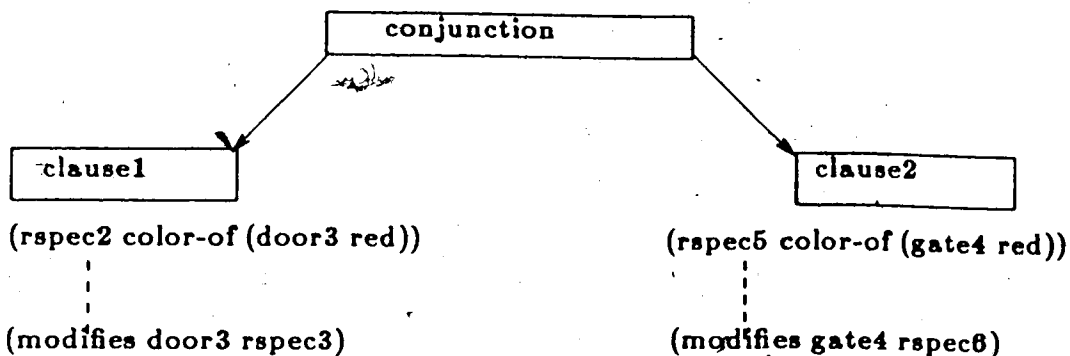 conjunction
clause1
clause2
(rspec2 color-of (door3 red))
(rspec5 color-of (gate4 red))
(modifies door3 rspec3)
(modifies gate4 rspec6)